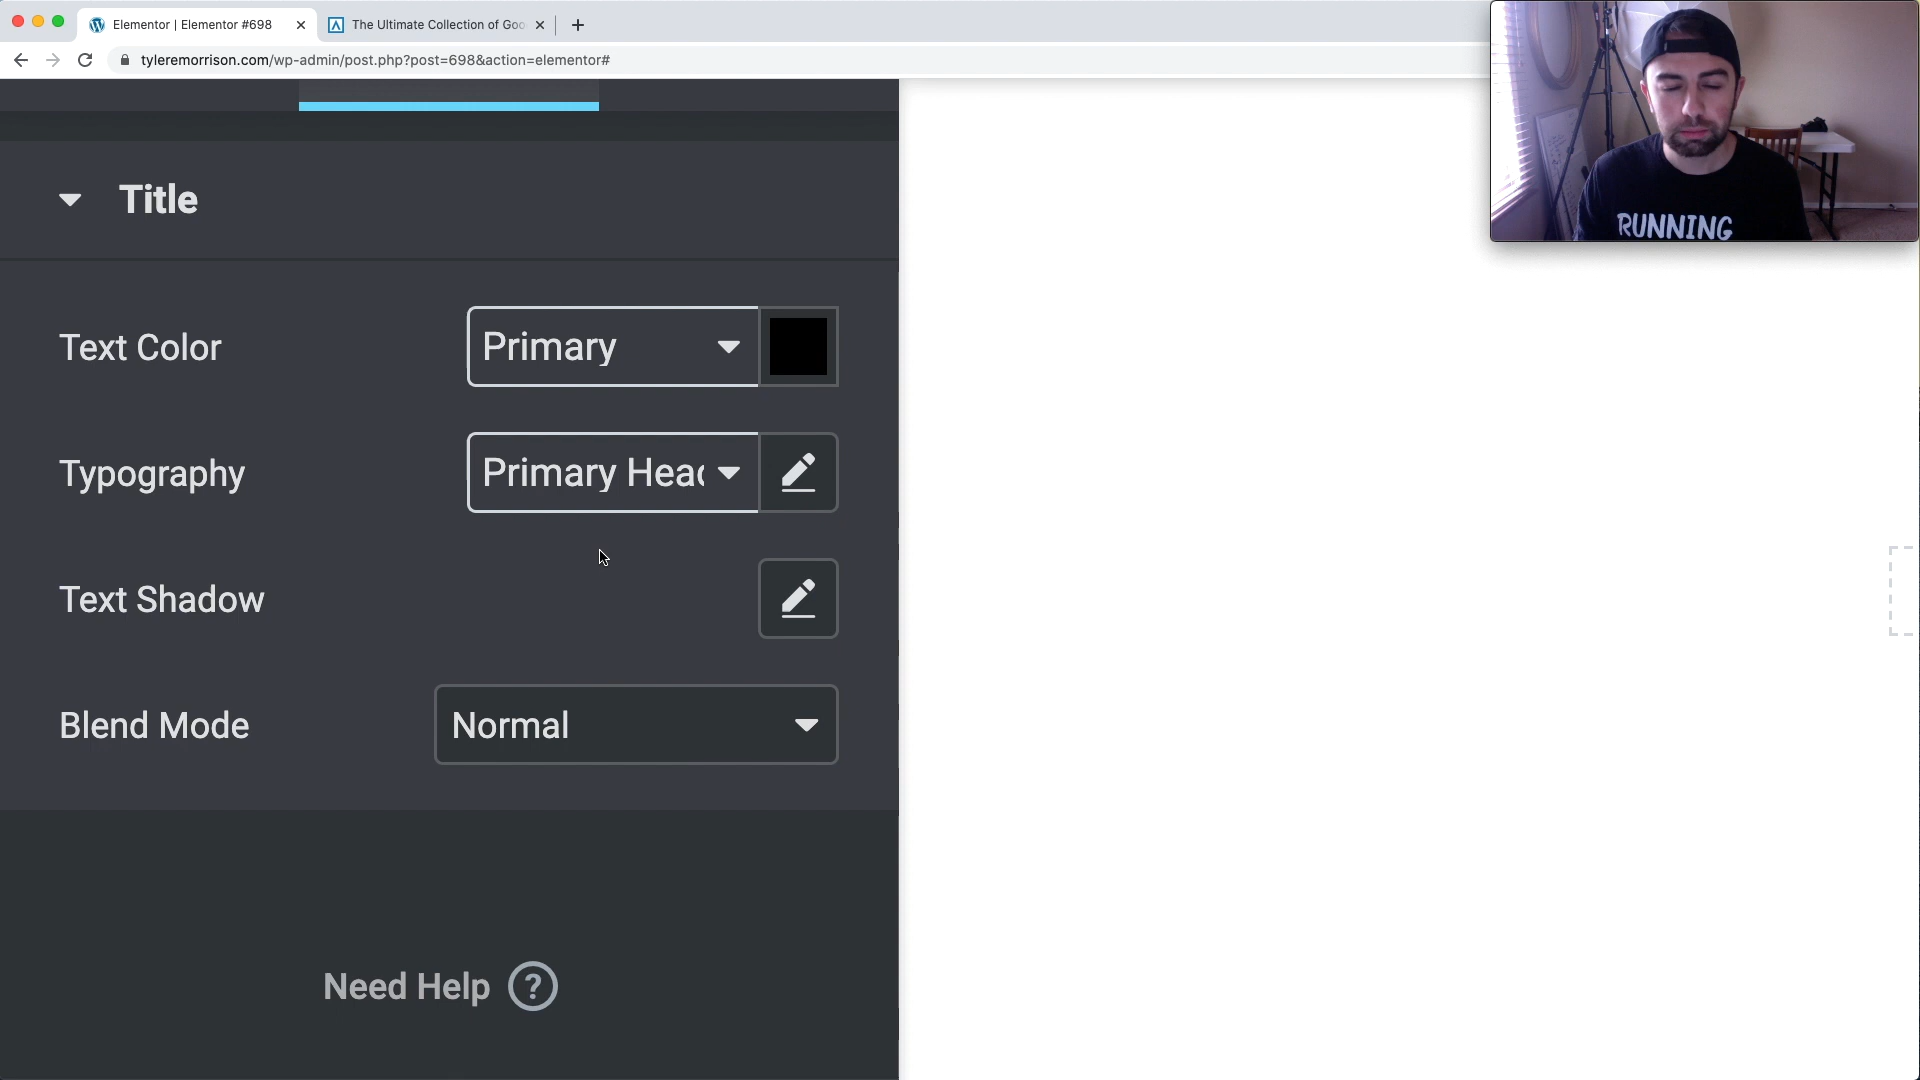 Elementor | Elementor #698
The Ultimate Collection of Goo
tyleremorrison.com/wp-admin/post.php?post=698&action=elementor#
RUNNING
Title
Text Color
Primary
Typography
Primary Head
Text Shadow
Blend Mode
Normal
Need Help
?